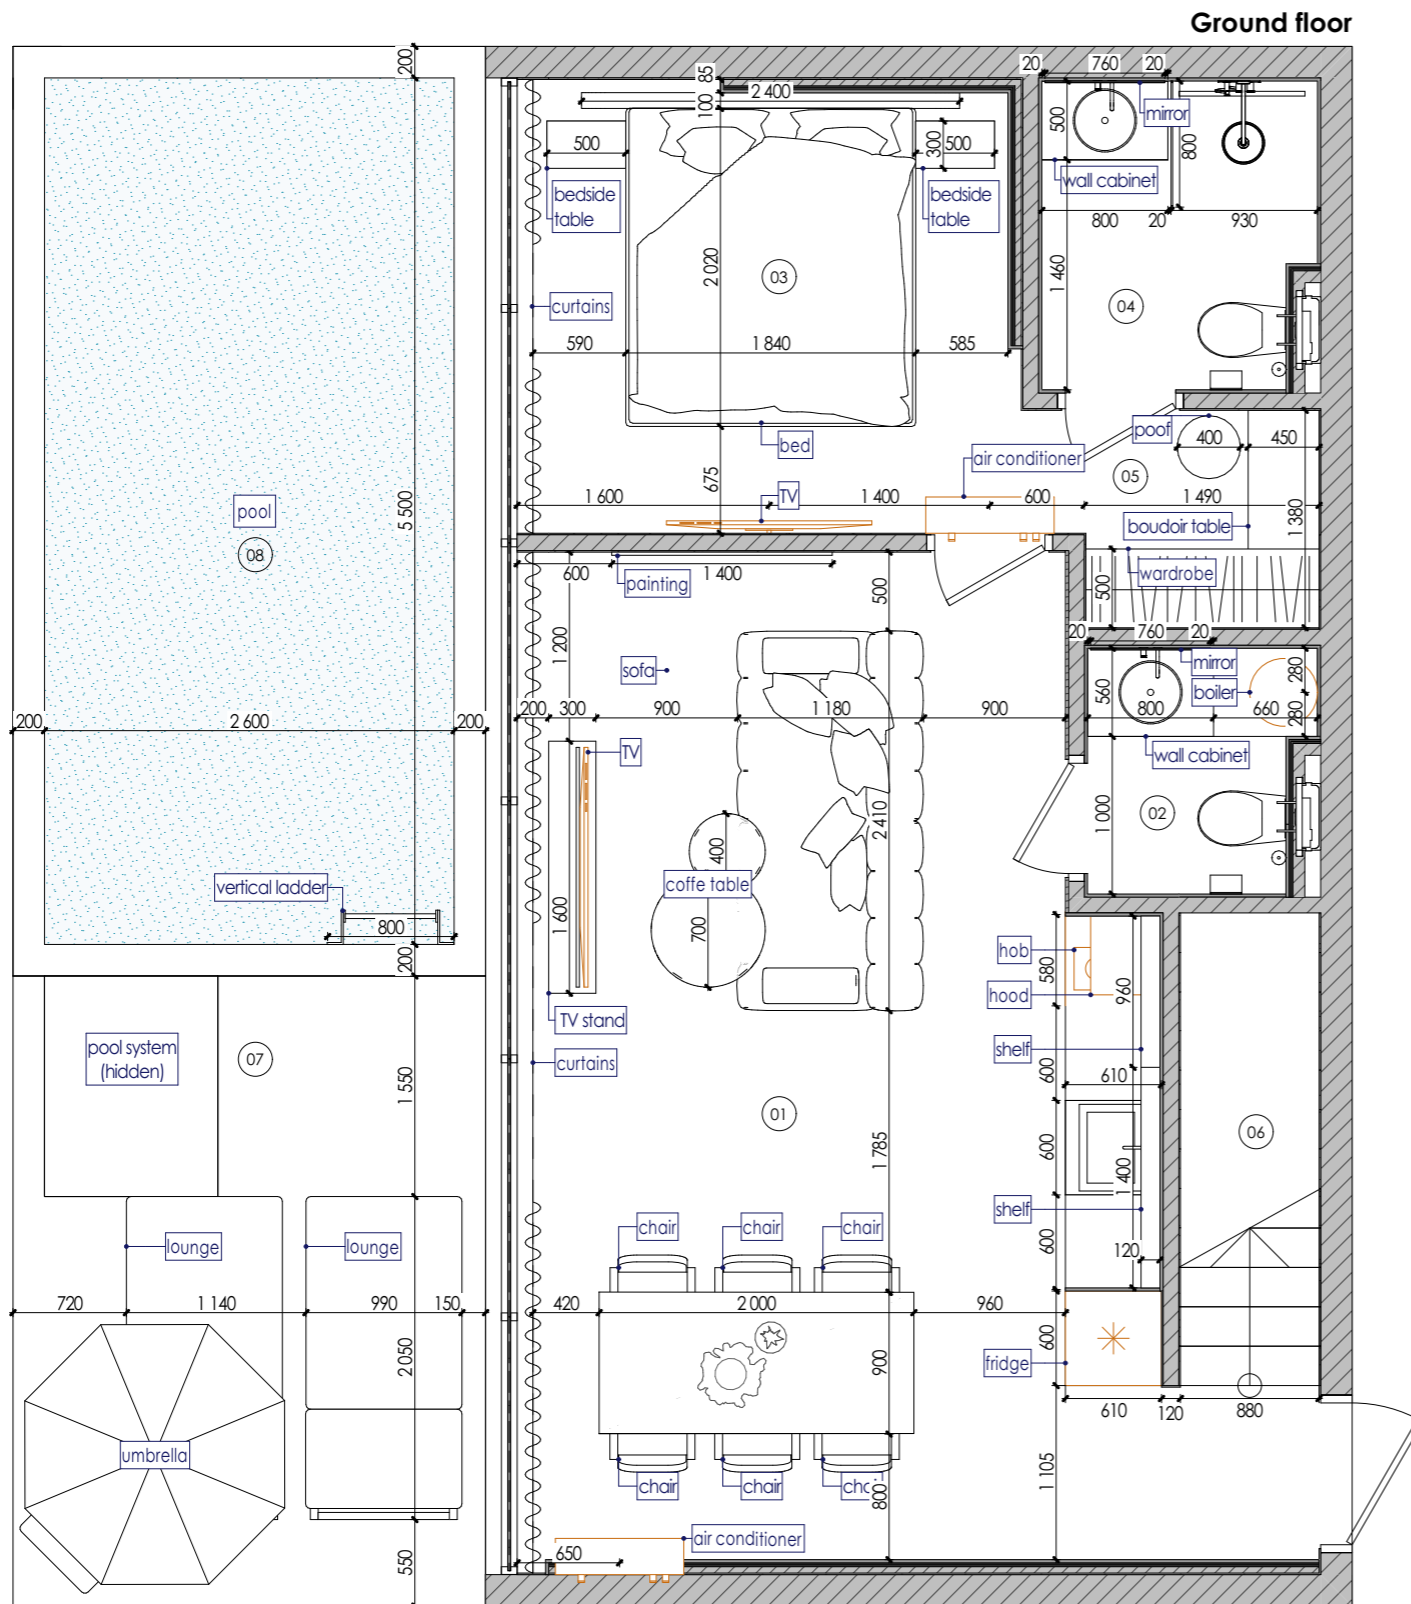 Ground floor
200
85
2 400
100
20
760
20
mirror
500
800
500
300
500
wall cabinet
bedside
table
bedside
table
800
20
930
2 020
03
1 460
04
curtains
590
1 840
585
bed
poof
400
450
air conditioner
675
05
5 500
pool
08
1 600
TV
1 400
600
1 490
boudoir table
1 380
600
painting
1 400
500
wardrobe
500
20
760
20
1 200
sofa
mirror
280
560
boiler
280
200
2 600
200
200
300
900
1 180
900
800
660
TV
wall cabinet
2 410
1 000
02
400
coffe table
vertical ladder
800
1 600
700
200
hob
580
960
hood
TV stand
pool system
(hidden)
07
curtains
shelf
600
610
1 550
01
06
1 785
600
1 400
shelf
chair
chair
chair
lounge
lounge
600
120
720
1 140
990
150
420
2 000
960
600
fridge
2 050
900
610
120
880
umbrella
chair
chair
chc
800
1 105
air conditioner
650
550